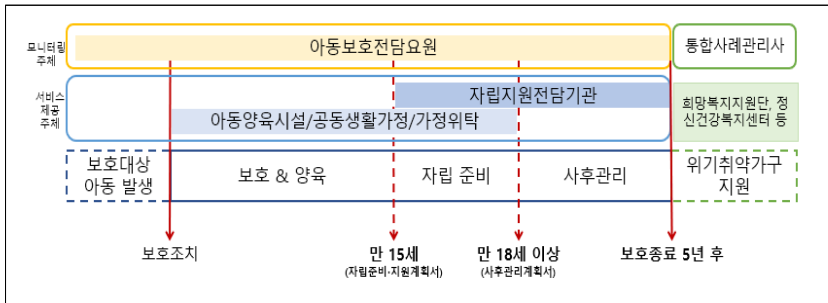 모니터링
주체
아동보호전담요원
통합사례관리사
서비스
제공
주체
자립지원전담기관
아동양육시설/공동생활가정/가정위탁
희망복지지원단, 정
신건강복지센터 등
보호대상
아동 발생
보호 & 양육
자립 준비
사후관리
위기취약가구
지원
보호조치
만 15세
(자립준비·지원계획서)
만 18세 이상
(사후관리계획서)
보호종료 5년 후